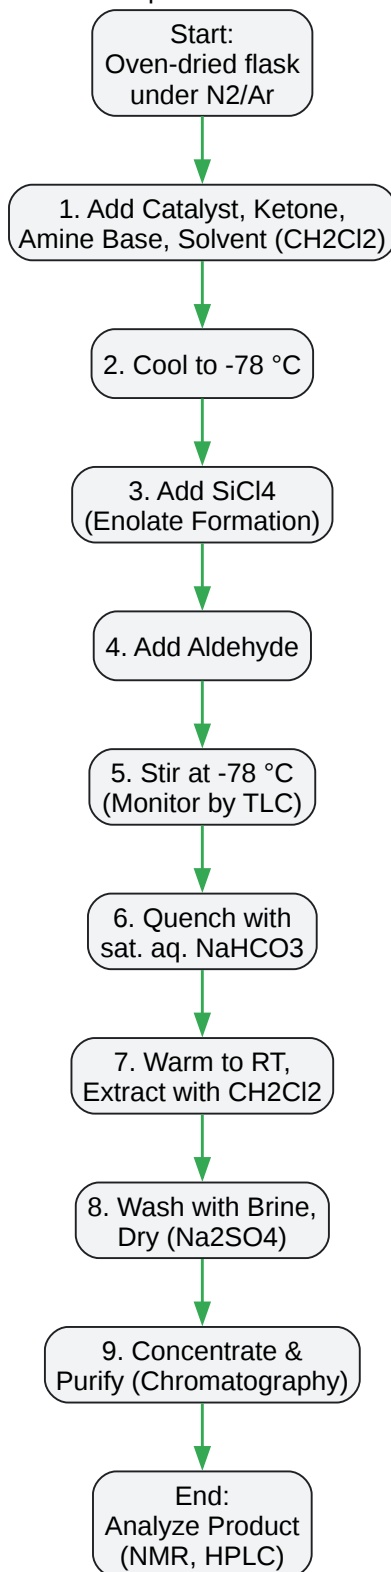 Start:
Oven-dried flask
under N2/Ar
1. Add Catalyst, Ketone,
Amine Base, Solvent (CH2Cl2)
2. Cool to -78 °C
3. Add SiCl4
(Enolate Formation)
4. Add Aldehyde
5. Stir at -78 °C
(Monitor by TLC)
6. Quench with
sat. aq. NaHCO3
7. Warm to RT,
Extract with CH2Cl2
8. Wash with Brine,
Dry (Na2SO4)
9. Concentrate &
Purify (Chromatography)
End:
Analyze Product
(NMR, HPLC)